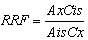 RRF = AxCis / AisCx